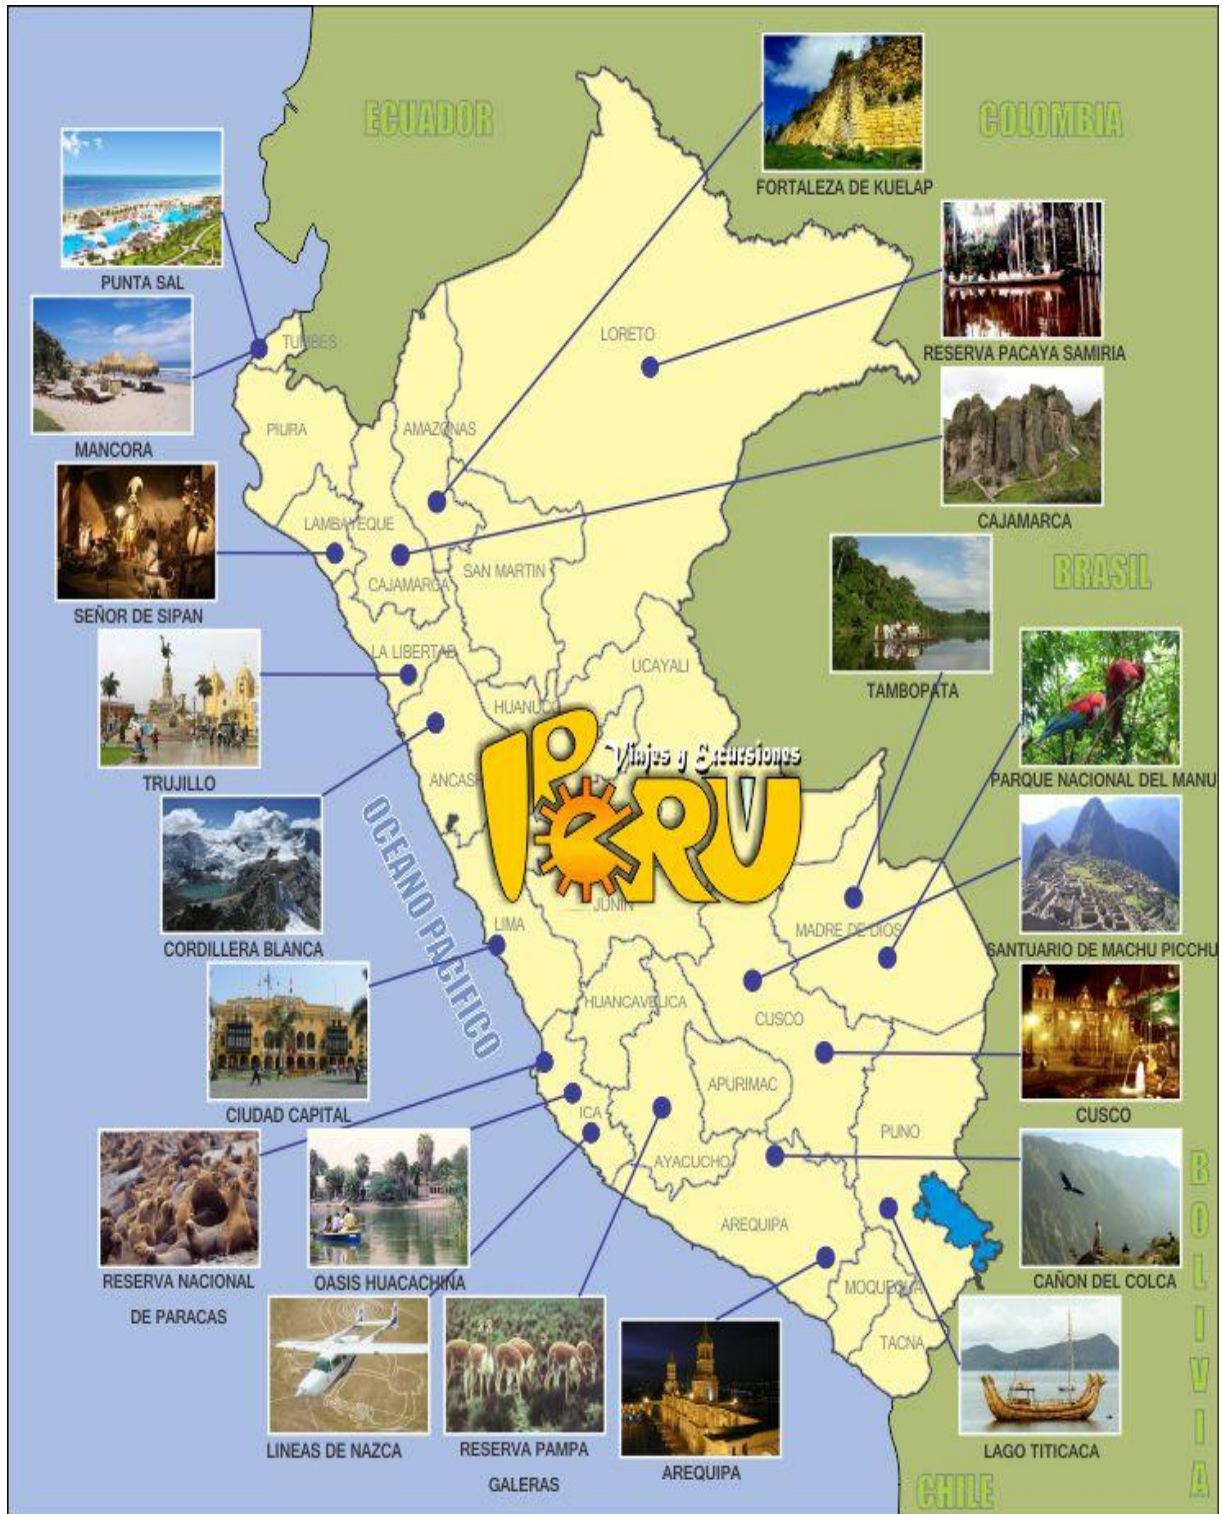 ECUADOR
COLOMBIA
FORTALEZA DE KUELAP
PUNTA SAL
TUMBES
LORETO
RESERVA PACAYA SAMIRIA
PIURA
AMAZONAS
MANCORA
LAMBAYEQUE
CAJAMARCA
SAN MARTIN
CAJAMARCA
BRASIL
SEÑOR DE SIPAN
LA LIBERTAD
UCAYALI
TAMBOPATA
HUANUCO
TRUJILLO
ANCASH
IPERU
Viajes y Excursiones
PARQUE NACIONAL DEL MANU
OCEANO PACIFICO
JUNIN
LIMA
MADRE DE DIOS
CORDILLERA BLANCA
SANTUARIO DE MACHU PICCHU
HUANCAVELICA
CUSCO
CIUDAD CAPITAL
APURIMAC
CUSCO
ICA
PUNO
AYACUCHO
AREQUIPA
BOLIVIA
RESERVA NACIONAL
DE PARACAS
OASIS HUACACHINA
MOQUEGUA
CAÑON DEL COLCA
TACNA
LINEAS DE NAZCA
RESERVA PAMPA
GALERAS
AREQUIPA
LAGO TITICACA
CHILE